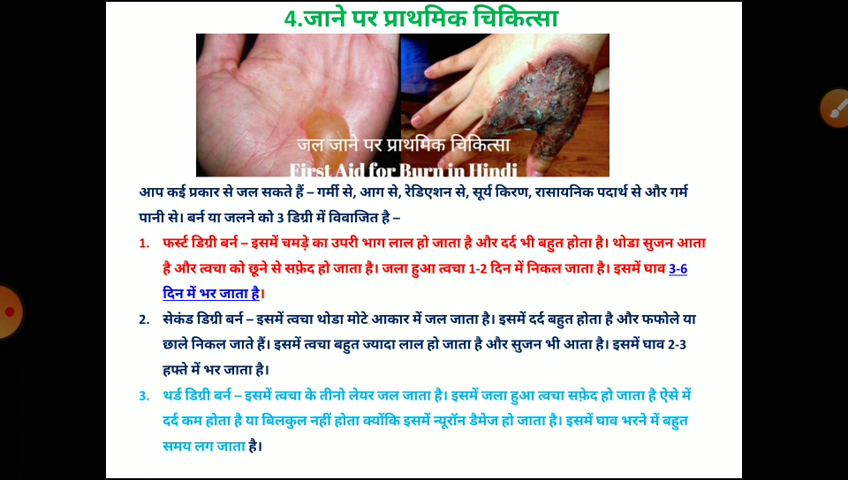 4.जाने पर प्राथमिक चिकित्सा
जल जाने पर प्राथमिक चिकित्सा
First Aid for Burn in Hindi
आप कई प्रकार से जल सकते हैं – गर्मी से, आग से, रेडिएशन से, सूर्य किरण, रासायनिक पदार्थ से और गर्म
पानी से। बर्न या जलने को 3 डिग्री में विवाजित है –
1. फर्स्ट डिग्री बर्न – इसमें चमड़े का उपरी भाग लाल हो जाता है और दर्द भी बहुत होता है। थोडा सुजन आता
है और त्वचा को छूने से सफ़ेद हो जाता है। जला हुआ त्वचा 1-2 दिन में निकल जाता है। इसमें घाव 3-6
दिन में भर जाता है।
2. सेकंड डिग्री बर्न – इसमें त्वचा थोडा मोटे आकार में जल जाता है। इसमें दर्द बहुत होता है और फफोले या
छाले निकल जाते हैं। इसमें त्वचा बहुत ज्यादा लाल हो जाता है और सुजन भी आता है। इसमें घाव 2-3
हफ्ते में भर जाता है।
3. थर्ड डिग्री बर्न – इसमें त्वचा के तीनो लेयर जल जाता है। इसमें जला हुआ त्वचा सफ़ेद हो जाता है ऐसे में
दर्द कम होता है या बिलकुल नहीं होता क्योंकि इसमें न्यूरॉन डैमेज हो जाता है। इसमें घाव भरने में बहुत
समय लग जाता है।